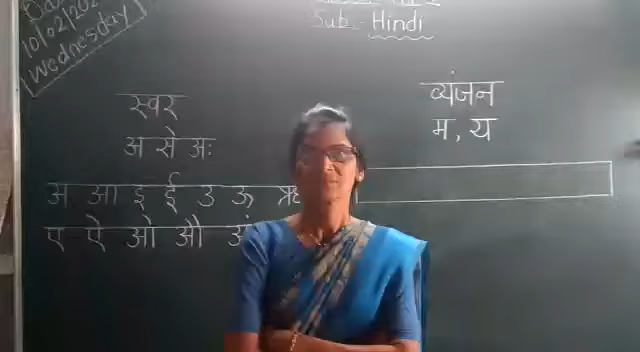 10/02/202
Wednesday
Sub:- Hindi
स्वर
अ से अः
अ आ इ ई उ ऊ ऋ
ए ऐ ओ औ अं
व्यंजन
म, य